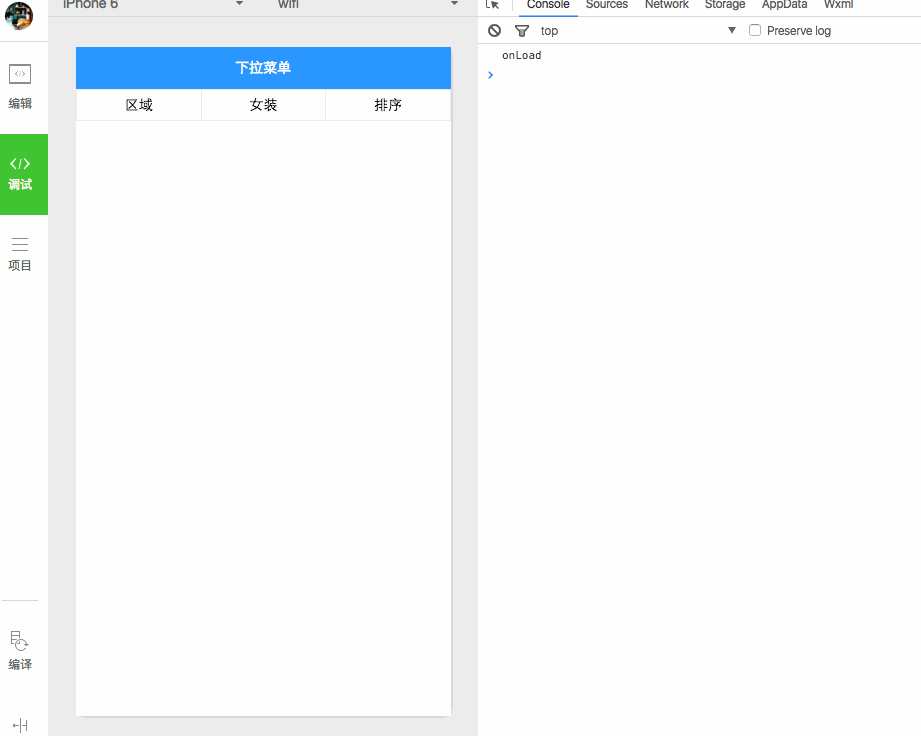 iPhone 6 wifi Console Sources Network Storage AppData Wxml
top Preserve log
onLoad
下拉菜单
区域 女装 排序
编辑
调试
项目
编译